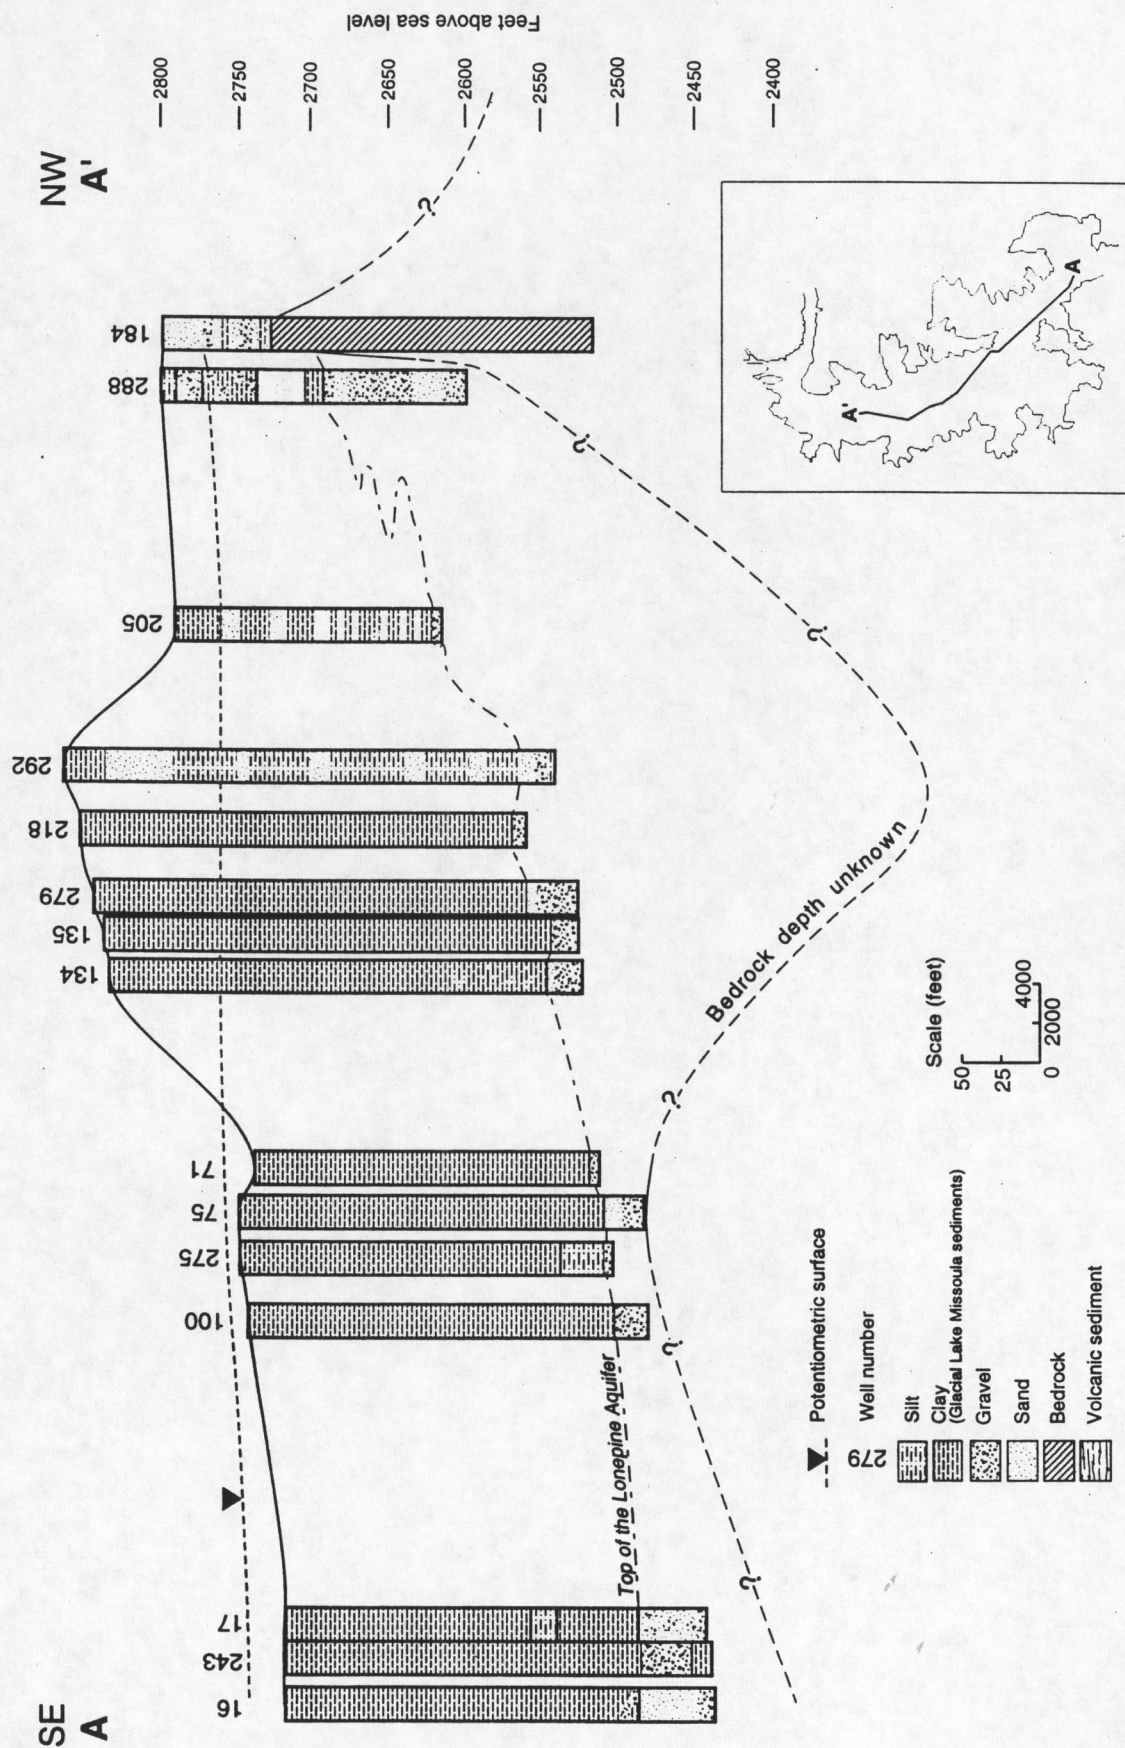 SE
A
NW
A'
16
243
17
100
275
75
71
134
135
279
218
292
205
288
184
2800
2750
2700
2650
2600
2550
2500
2450
2400
Feet above sea level
Top of the Lonepine Aquifer
?
?
?
Bedrock depth unknown
?
?
?
Potentiometric surface
279 Well number
Silt
Clay
(Glacial Lake Missoula sediments)
Gravel
Sand
Bedrock
Volcanic sediment
Scale (feet)
50
25
0 2000 4000
A'
A